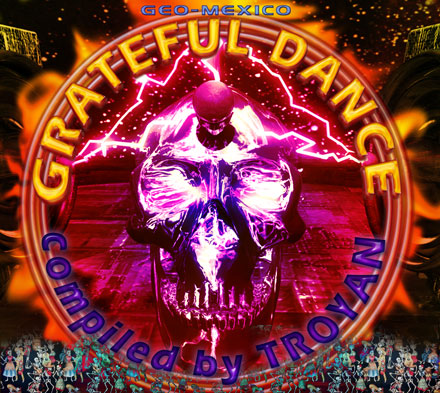 GEO-MEXICO
GRATEFUL DANCE
Compiled by TROYAN